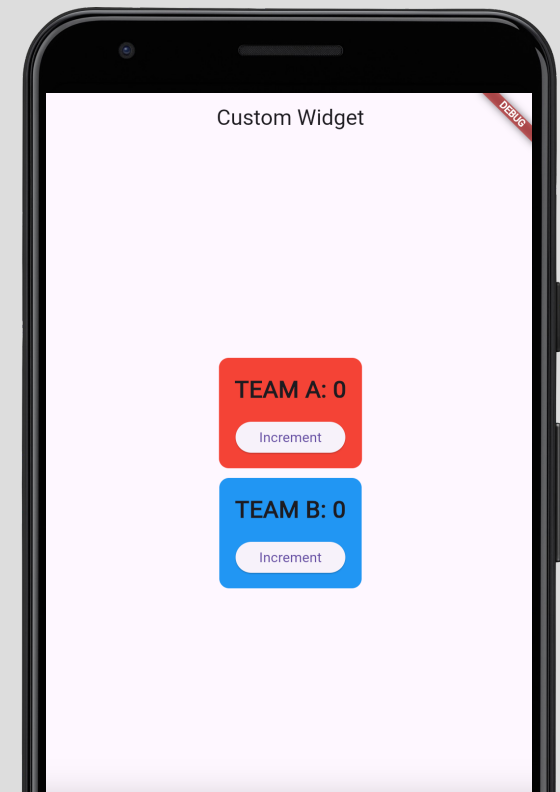 Custom Widget
DEBUG
TEAM A: 0
Increment
TEAM B: 0
Increment